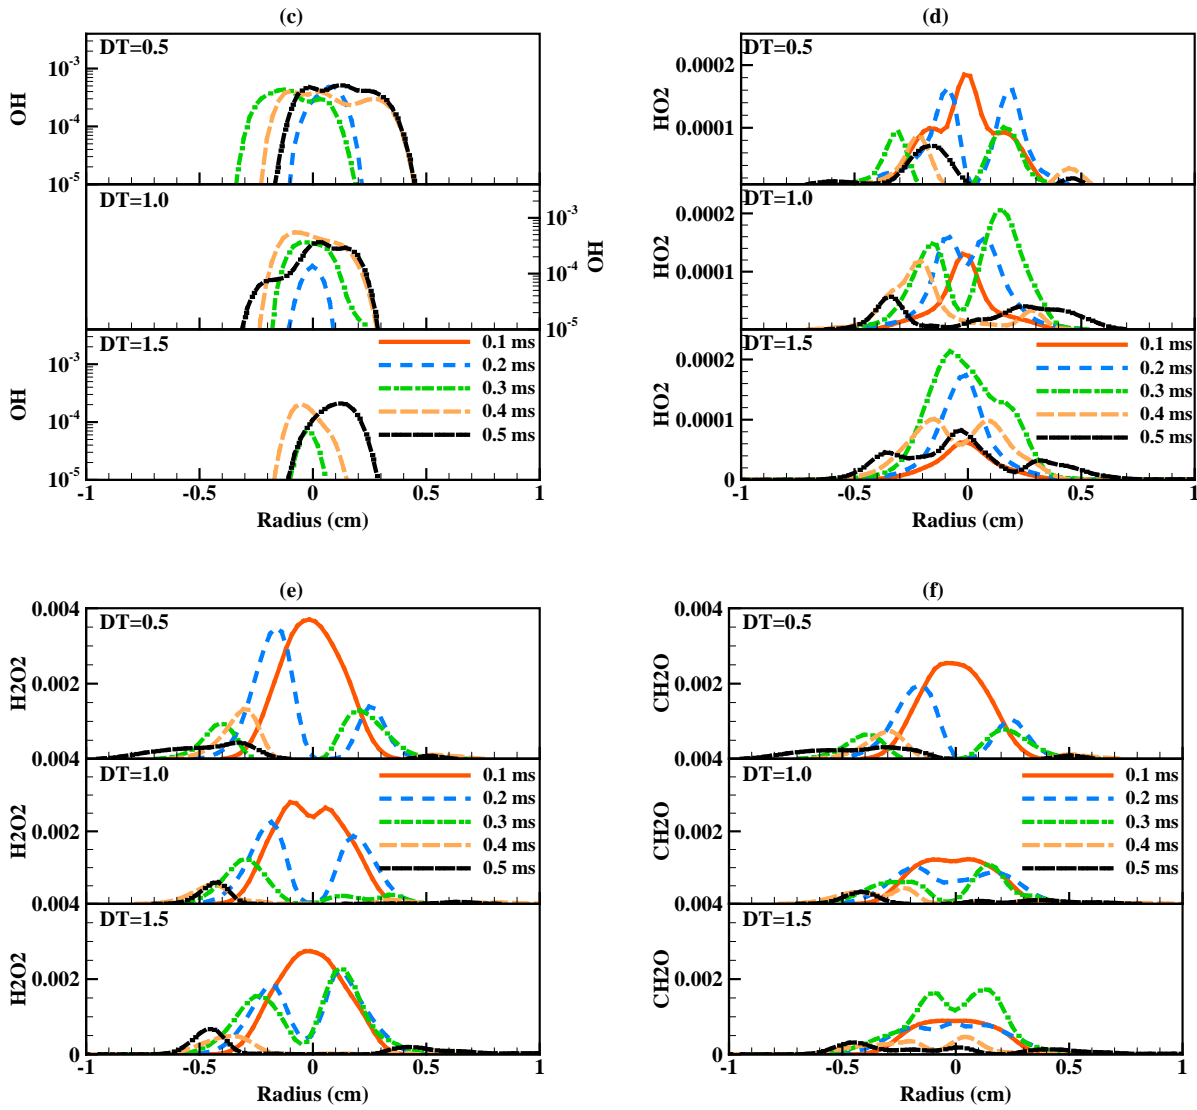 (c)
DT=0.5
10-3
10-4
10-5
OH
DT=1.0
10-3
10-4
10-5
OH
DT=1.5
10-3
10-4
10-5
OH
0.1 ms
0.2 ms
0.3 ms
0.4 ms
0.5 ms
-1 -0.5 0 0.5 1
Radius (cm)
(d)
DT=0.5
0.0002
0.0001
HO2
DT=1.0
0.0002
0.0001
HO2
DT=1.5
0.0002
0.0001
0
HO2
0.1 ms
0.2 ms
0.3 ms
0.4 ms
0.5 ms
-1 -0.5 0 0.5 1
Radius (cm)
(e)
0.004
DT=0.5
0.002
H2O2
0.004
DT=1.0
0.002
H2O2
0.1 ms
0.2 ms
0.3 ms
0.4 ms
0.5 ms
0.004
DT=1.5
0.002
0
H2O2
-1 -0.5 0 0.5 1
Radius (cm)
(f)
0.004
DT=0.5
0.002
CH2O
0.004
DT=1.0
0.002
CH2O
0.1 ms
0.2 ms
0.3 ms
0.4 ms
0.5 ms
0.004
DT=1.5
0.002
0
CH2O
-1 -0.5 0 0.5 1
Radius (cm)